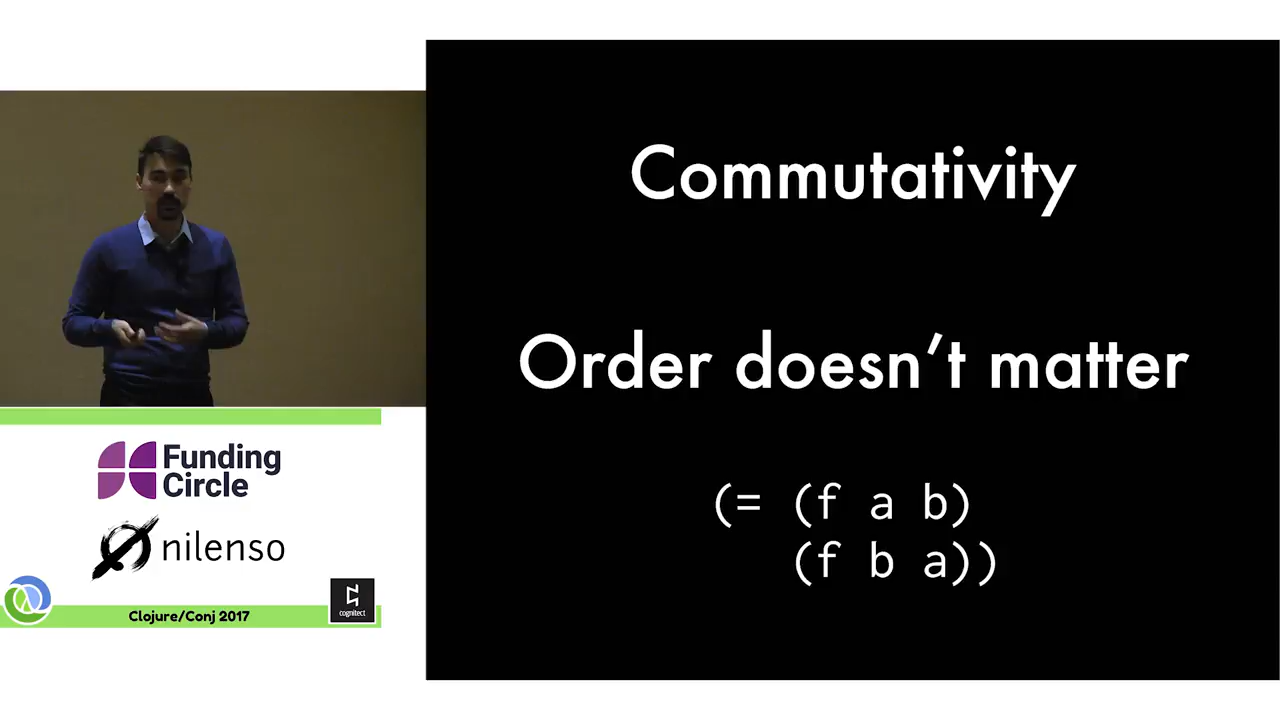 Commutativity
Order doesn’t matter
(= (f a b)
(f b a))
Funding
Circle
nilenso
Clojure/Conj 2017
cognitect